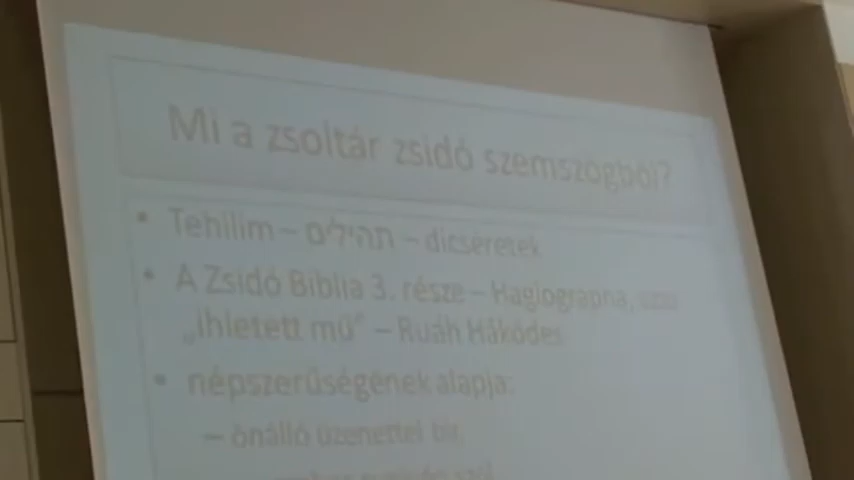 Mi a zsoltár zsidó szemszögből?
• Tehilim – תהילים – dicséretek
• A Zsidó Biblia 3. része – Hagiographa, azaz
„ihletett mű” – Ruáh Hákódes
• népszerűségének alapja:
– önálló üzenettel bír,